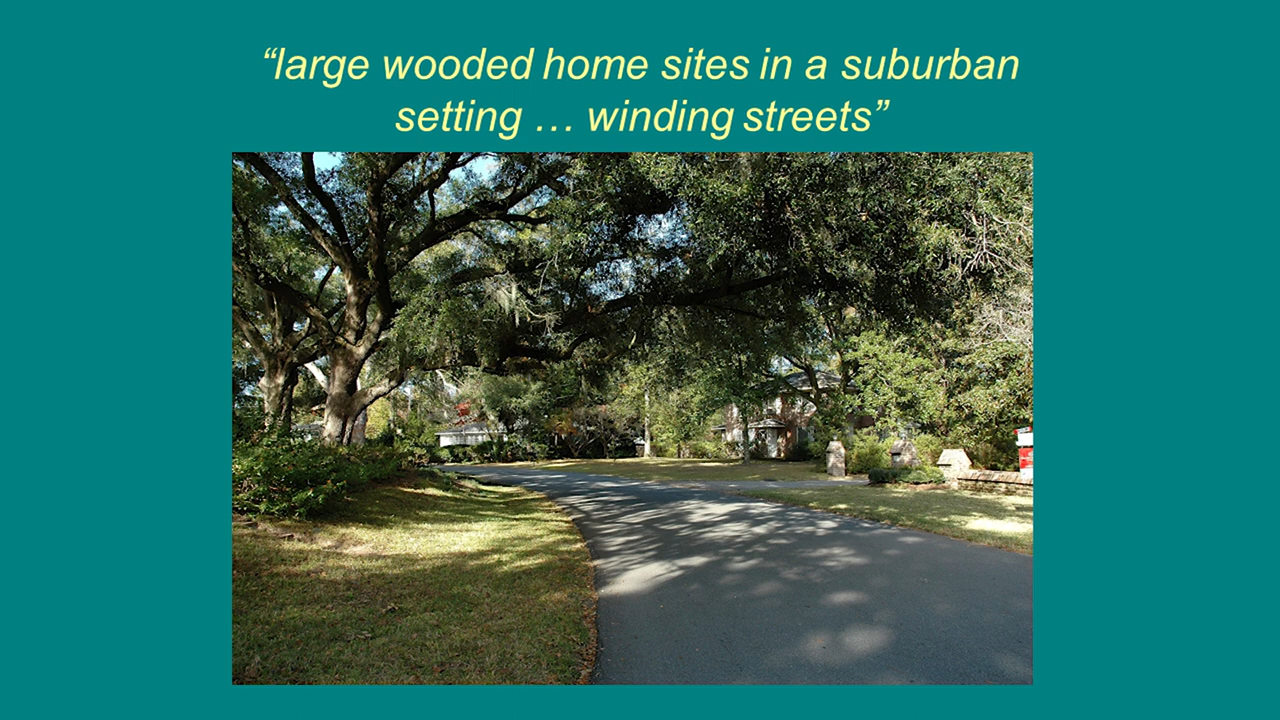 “large wooded home sites in a suburban
setting … winding streets”